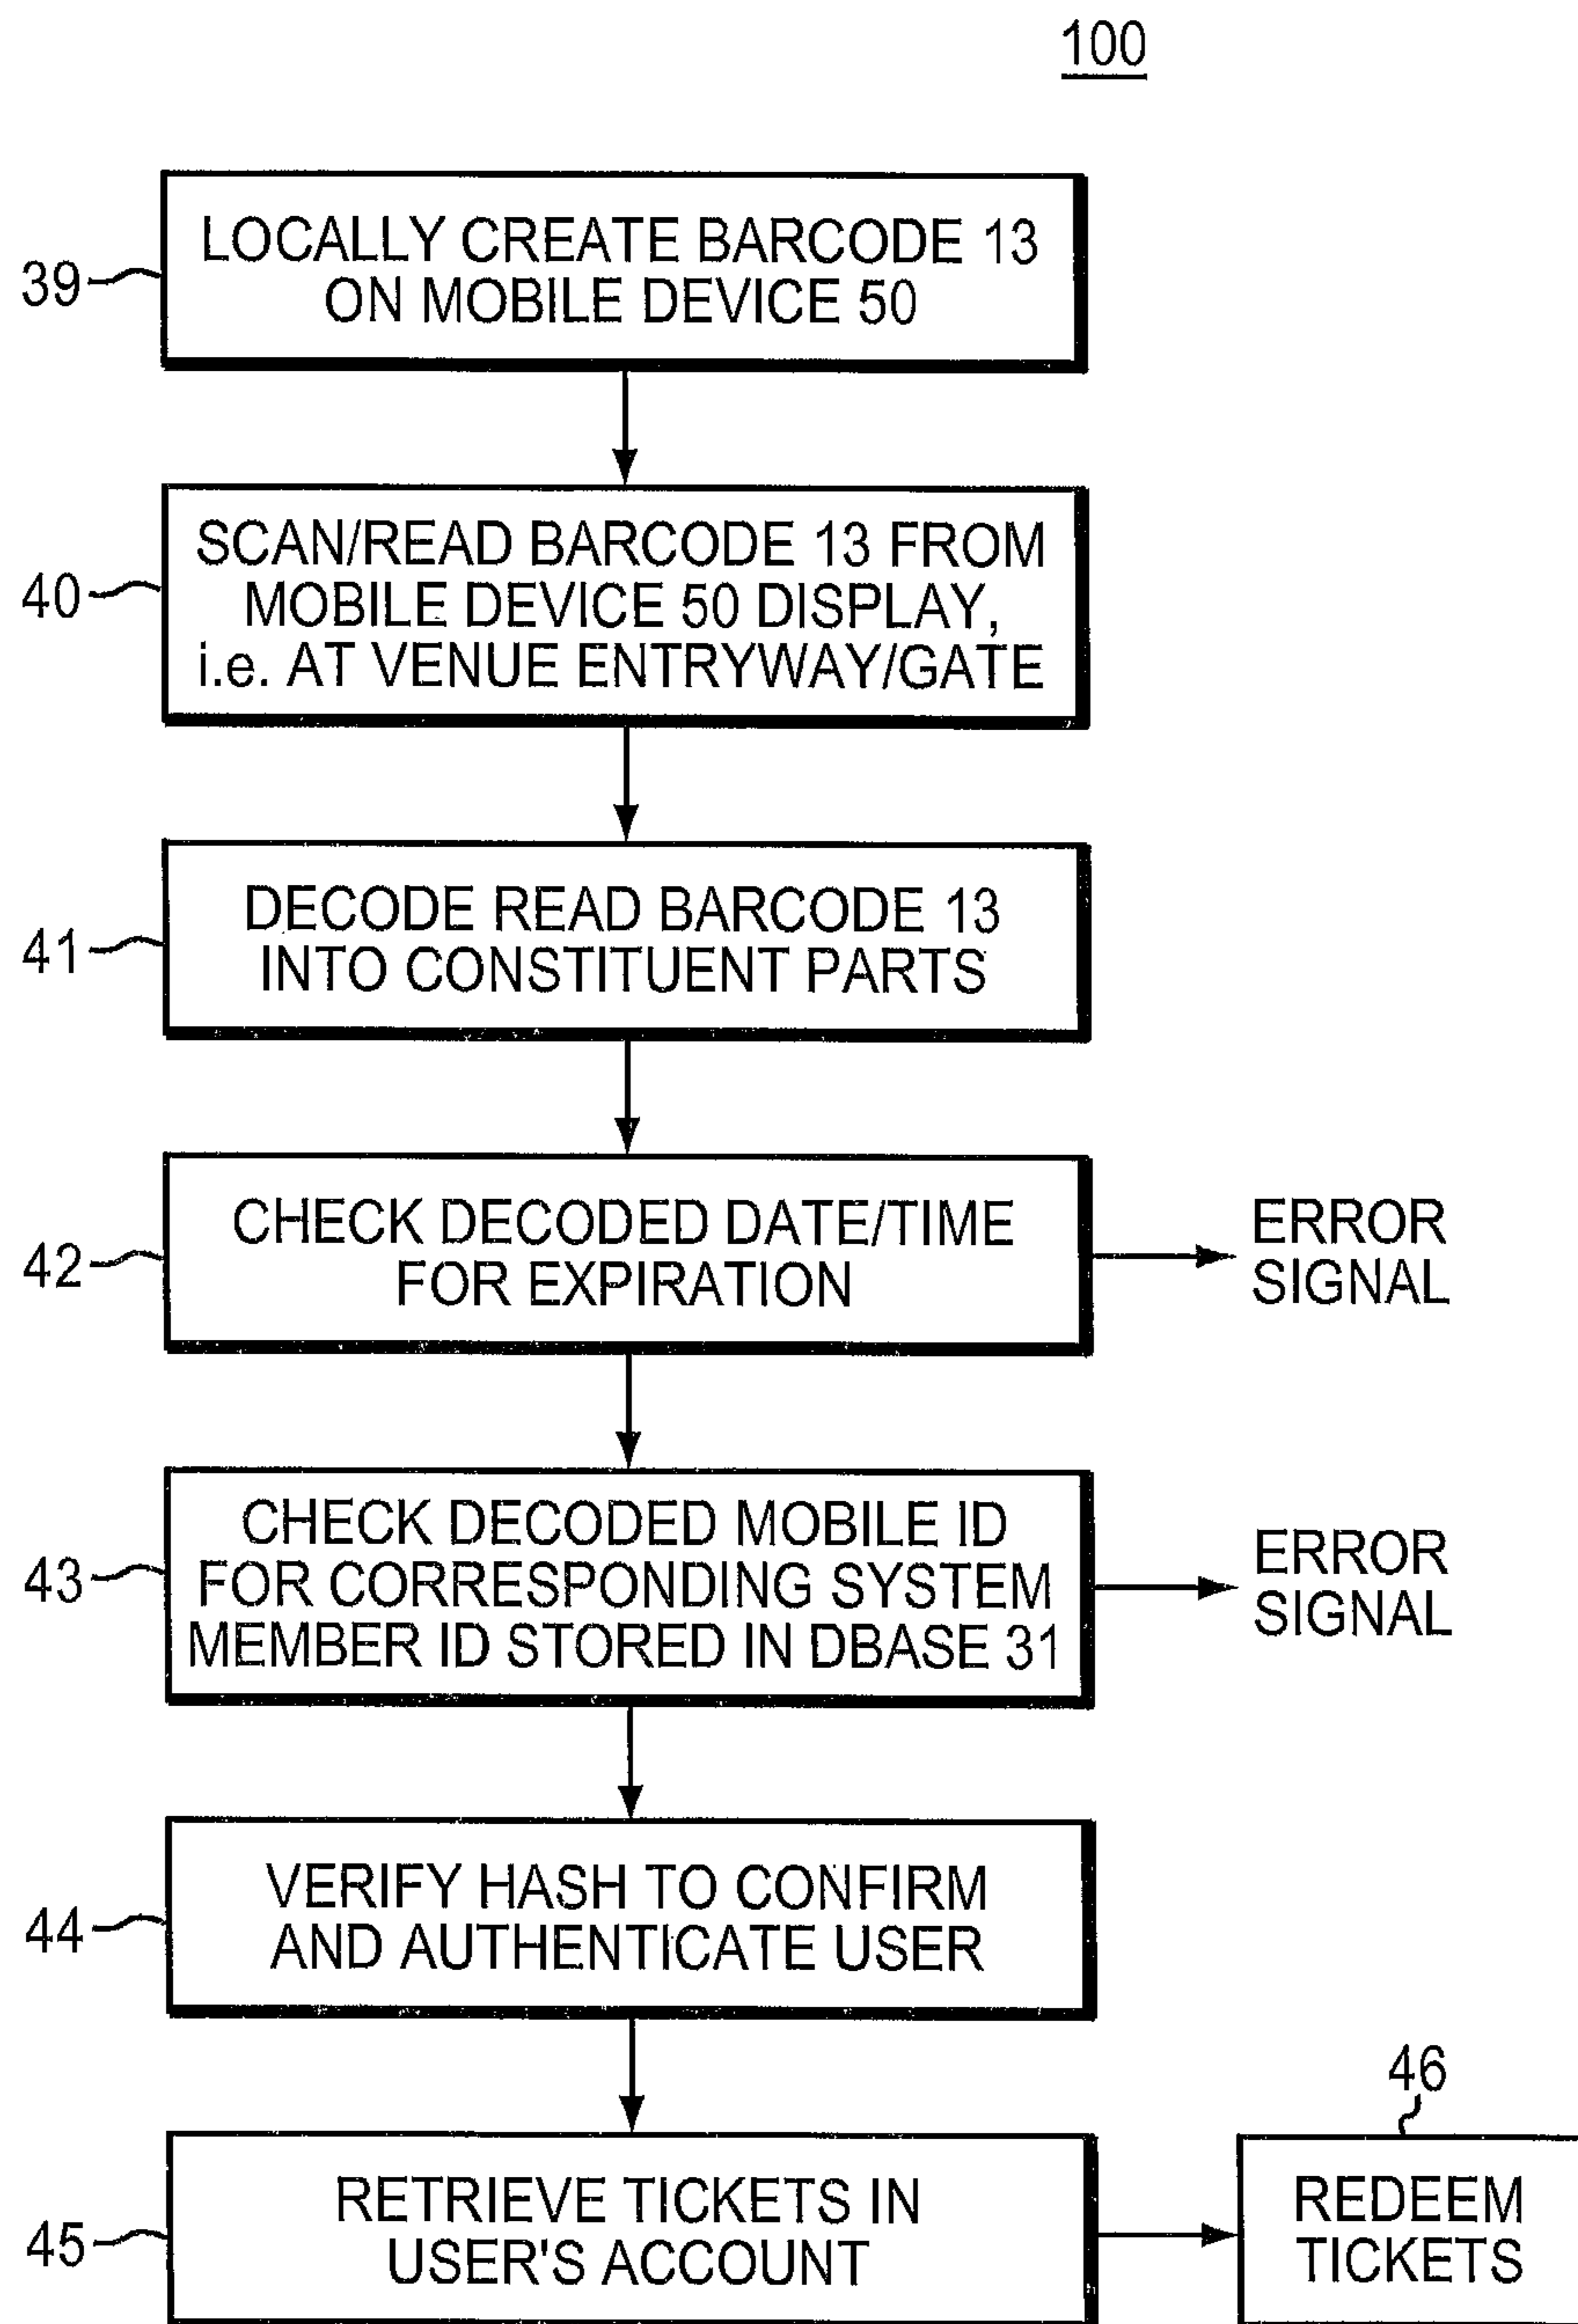 100
LOCALLY CREATE BARCODE 13
ON MOBILE DEVICE 50
39
SCAN/READ BARCODE 13 FROM
MOBILE DEVICE 50 DISPLAY,
i.e. AT VENUE ENTRYWAY/GATE
40
DECODE READ BARCODE 13
INTO CONSTITUENT PARTS
41
CHECK DECODED DATE/TIME
FOR EXPIRATION
42
ERROR
SIGNAL
CHECK DECODED MOBILE ID
FOR CORRESPONDING SYSTEM
MEMBER ID STORED IN DBASE 31
43
ERROR
SIGNAL
VERIFY HASH TO CONFIRM
AND AUTHENTICATE USER
44
RETRIEVE TICKETS IN
USER'S ACCOUNT
45
46
REDEEM
TICKETS